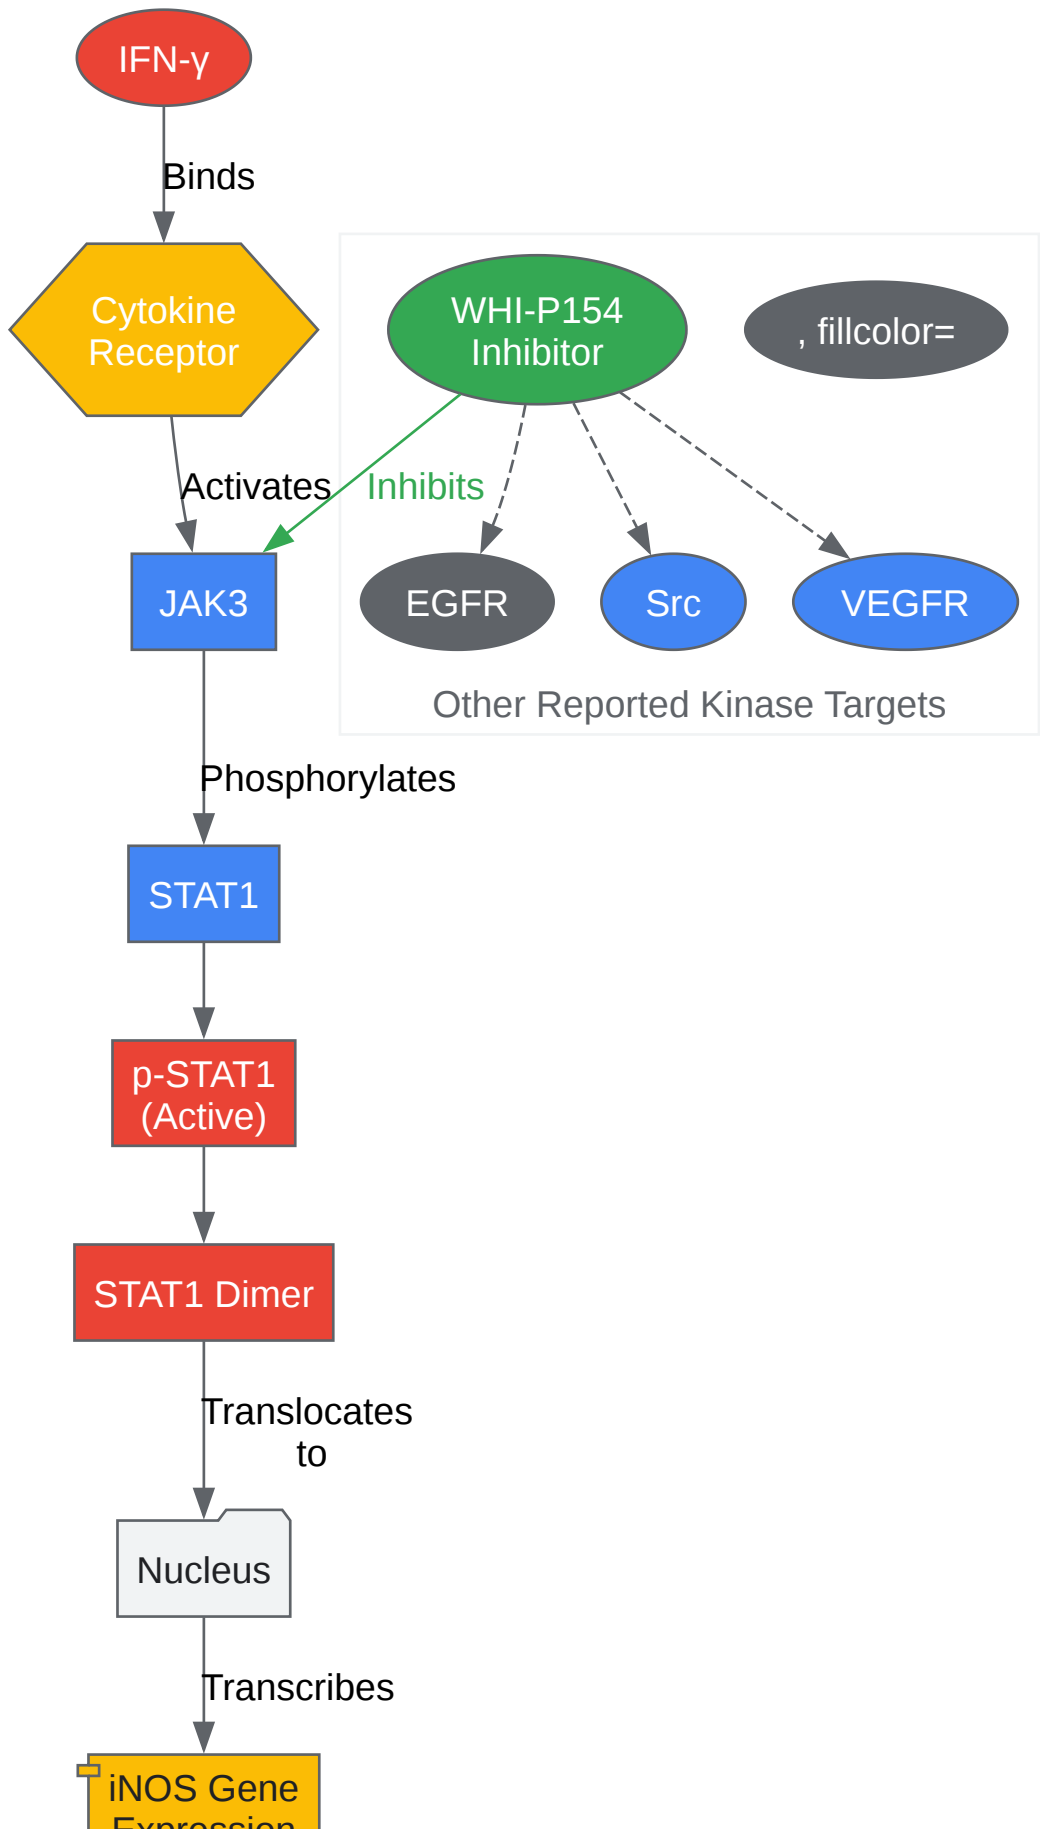 IFN-γ
Binds
Cytokine
Receptor
WHI-P154
Inhibitor
, fillcolor=
Activates
Inhibits
JAK3
EGFR
Src
VEGFR
Other Reported Kinase Targets
Phosphorylates
STAT1
p-STAT1
(Active)
STAT1 Dimer
Translocates
to
Nucleus
Transcribes
iNOS Gene
Expression